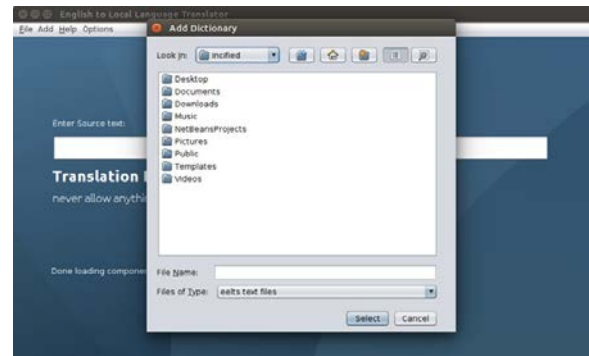 English to Local Language Translator
File Add Help Options
Add Dictionary
Look In: incified
Desktop
Documents
Downloads
Music
NetBeansProjects
Pictures
Public
Templates
Videos
Enter Source text:
Translation
never allow anythi
Done loading compone
File Name:
Files of Type: eelts text files
Select Cancel